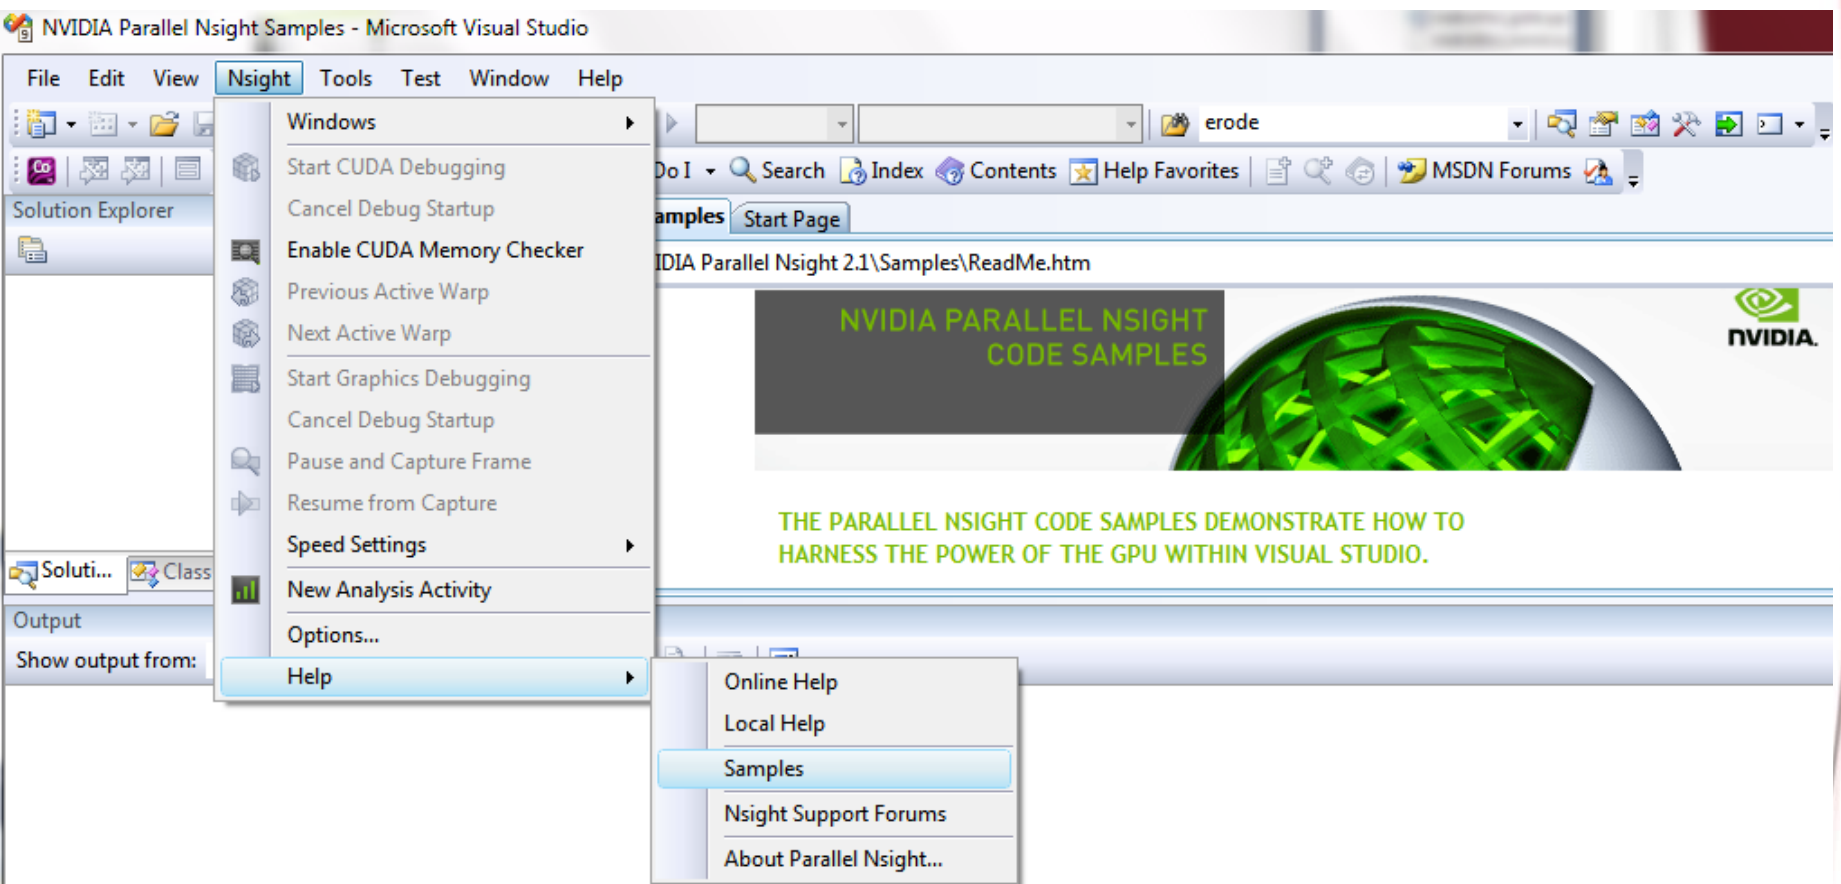 NVIDIA Parallel Nsight Samples - Microsoft Visual Studio
File Edit View Nsight Tools Test Window Help
erode
Do I Search Index Contents Help Favorites MSDN Forums
Solution Explorer
amples Start Page
IDIA Parallel Nsight 2.1\Samples\ReadMe.htm
Windows
Start CUDA Debugging
Cancel Debug Startup
Enable CUDA Memory Checker
Previous Active Warp
Next Active Warp
Start Graphics Debugging
Cancel Debug Startup
Pause and Capture Frame
Resume from Capture
Speed Settings
New Analysis Activity
Options...
Help
Online Help
Local Help
Samples
Nsight Support Forums
About Parallel Nsight...
NVIDIA PARALLEL NSIGHT
CODE SAMPLES
NVIDIA.
THE PARALLEL NSIGHT CODE SAMPLES DEMONSTRATE HOW TO
HARNESS THE POWER OF THE GPU WITHIN VISUAL STUDIO.
Soluti... Class
Output
Show output from: